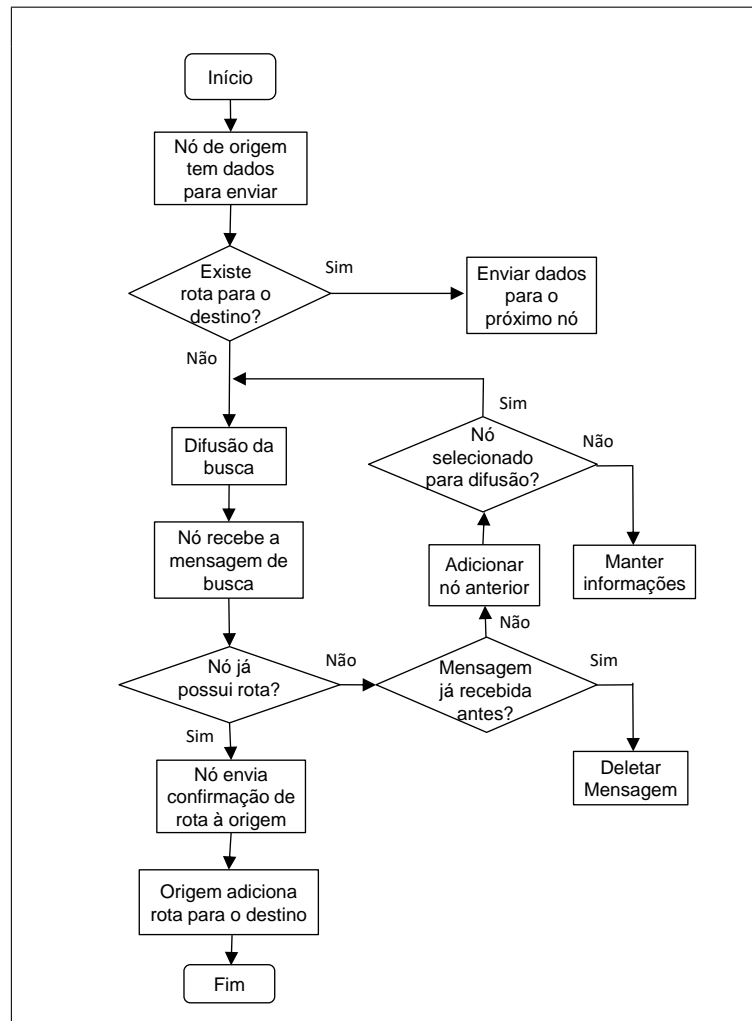 Início
Nó de origem
tem dados
para enviar
Existe
rota para o
destino?
Sim
Enviar dados
para o
próximo nó
Não
Sim
Difusão da
busca
Nó
selecionado
para difusão?
Não
Nó recebe a
mensagem de
busca
Adicionar
nó anterior
Manter
informações
Não
Nó já
possui rota?
Não
Mensagem
já recebida
antes?
Sim
Sim
Nó envia
confirmação de
rota à origem
Deletar
Mensagem
Origem adiciona
rota para o destino
Fim